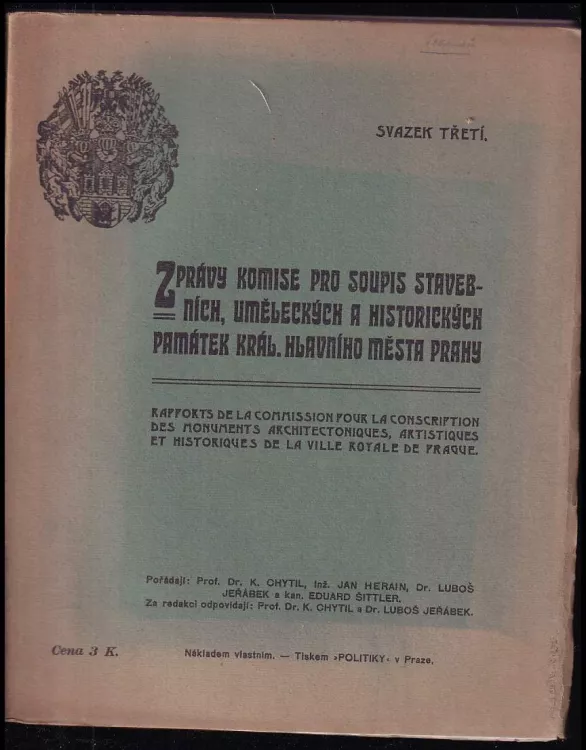 SVAZEK TŘETÍ.
ZPRÁVY KOMISE PRO SOUPIS STAVEB-
NÍCH, UMĚLECKÝCH A HISTORICKÝCH
PAMÁTEK KRÁL. HLAVNÍHO MĚSTA PRAHY
RAPPORTS DE LA COMMISSION POUR LA CONSCRIPTION
DES MONUMENTS ARCHITECTONIQUES, ARTISTIQUES
ET HISTORIQUES DE LA VILLE ROYALE DE PRAGUE.
Pořádají: Prof. Dr. K. CHYTIL, Inž. JAN HERAIN, Dr. LUBOŠ
JEŘÁBEK a kan. EDUARD ŠITTLER.
Za redakci odpovídají: Prof. Dr. K. CHYTIL a Dr. LUBOŠ JEŘÁBEK.
Cena 3 K.
Nákladem vlastním. — Tiskem »POLITIKY« v Praze.